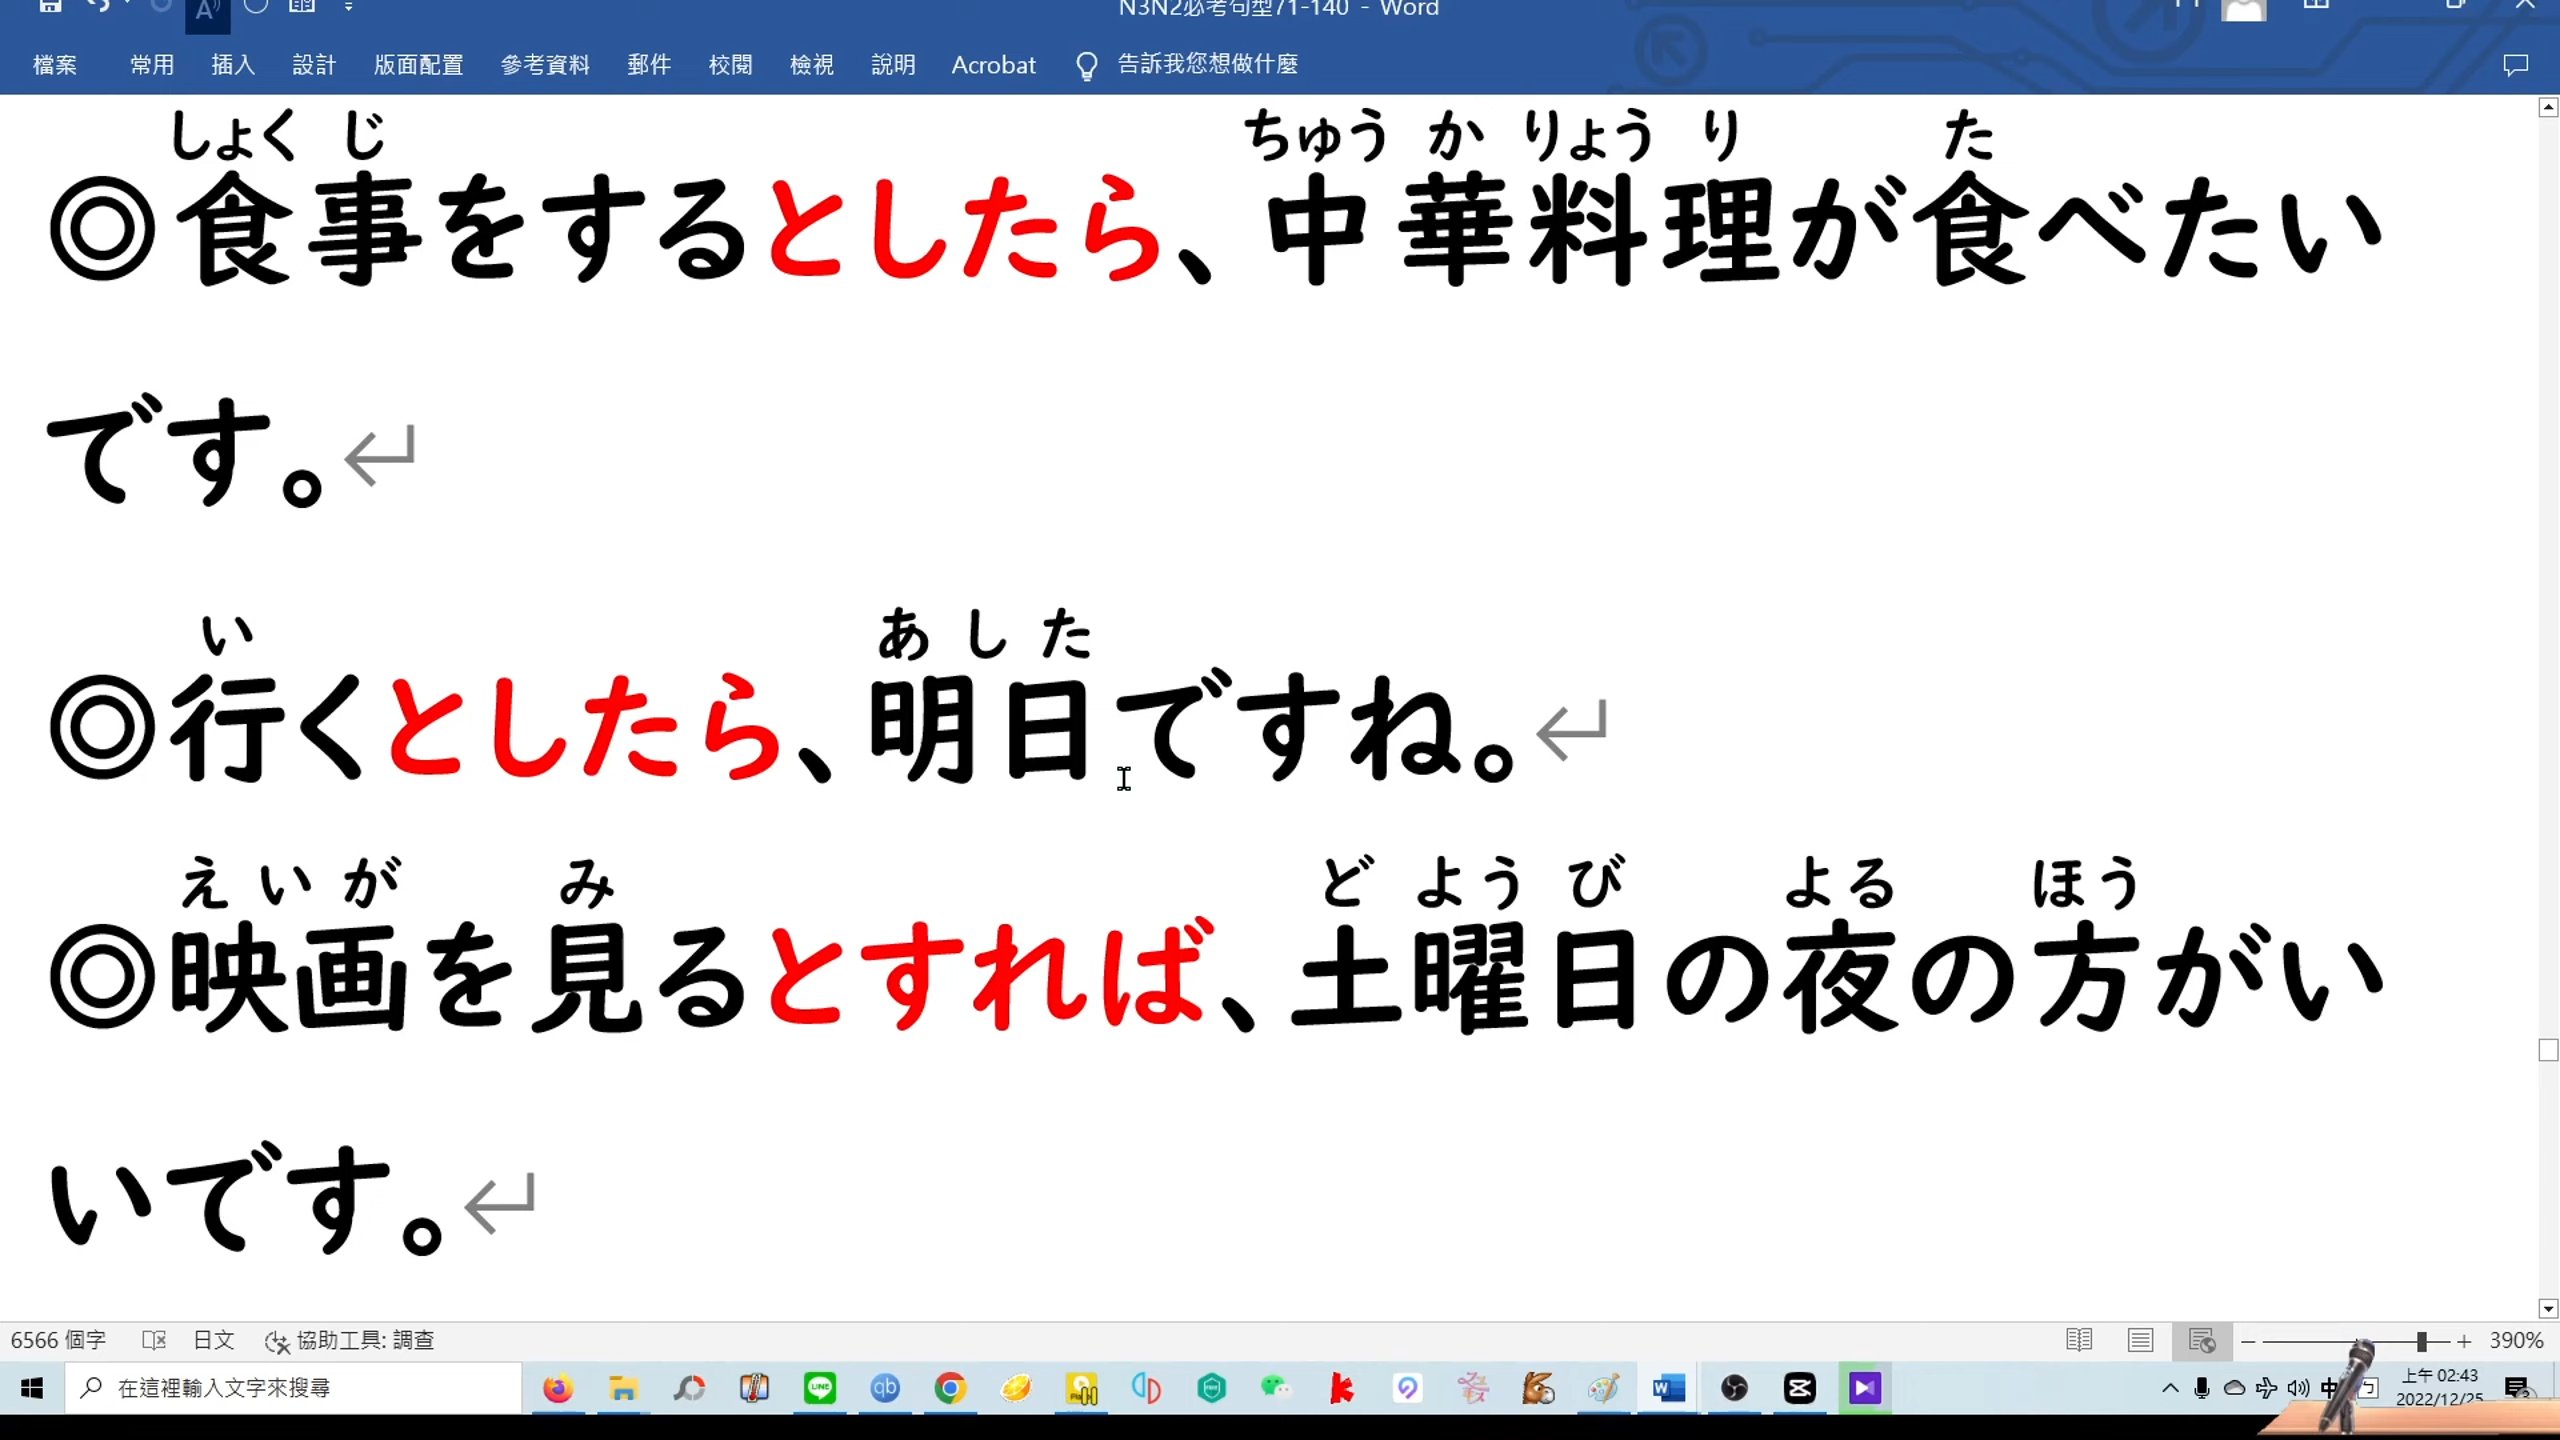 N3N2必考句型71-140 - Word
檔案 常用 插入 設計 版面配置 參考資料 郵件 校閱 檢視 說明 Acrobat 告訴我您想做什麼
しょく じ ちゅう か りょう り た
◎食事をするとしたら、中華料理が食べたい
です。
い あした
◎行くとしたら、明日ですね。
えいが み ど よう び よる ほう
◎映画を見るとすれば、土曜日の夜の方がい
いです。
6566 個字 日文 協助工具: 調查 390%
在這裡輸入文字來搜尋 上午 02:43
2022/12/25